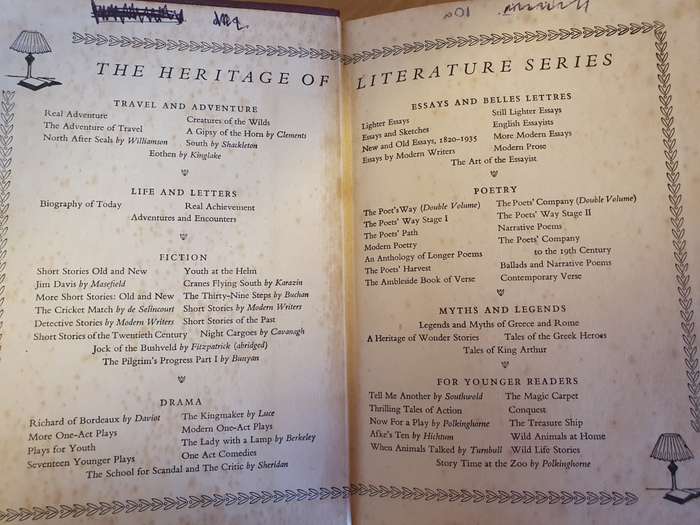 THE HERITAGE OF LITERATURE SERIES
TRAVEL AND ADVENTURE
Real Adventure
Creatures of the Wilds
The Adventure of Travel
A Gipsy of the Horn by Clements
North After Seals by Williamson
South by Shackleton
Eothen by Kinglake
LIFE AND LETTERS
Biography of Today
Real Achievement
Adventures and Encounters
FICTION
Short Stories Old and New
Youth at the Helm
Jim Davis by Masefield
Cranes Flying South by Karazin
More Short Stories: Old and New
The Thirty-Nine Steps by Buchan
The Cricket Match by de Selincourt
Short Stories by Modern Writers
Detective Stories by Modern Writers
Short Stories of the Past
Short Stories of the Twentieth Century
Night Cargoes by Cavanagh
Jock of the Bushveld by Fitzpatrick (abridged)
The Pilgrim's Progress Part I by Bunyan
DRAMA
Richard of Bordeaux by Daviot
The Kingmaker by Luce
More One-Act Plays
Modern One-Act Plays
Plays for Youth
The Lady with a Lamp by Berkeley
Seventeen Younger Plays
One Act Comedies
The School for Scandal and The Critic by Sheridan
ESSAYS AND BELLES LETTRES
Lighter Essays
Still Lighter Essays
Essays and Sketches
English Essayists
New and Old Essays, 1820–1935
More Modern Essays
Essays by Modern Writers
Modern Prose
The Art of the Essayist
POETRY
The Poet's Way (Double Volume)
The Poets' Company (Double Volume)
The Poets' Way Stage I
The Poets' Way Stage II
The Poets' Path
Narrative Poems
Modern Poetry
The Poets' Company
An Anthology of Longer Poems
to the 19th Century
The Poets' Harvest
Ballads and Narrative Poems
The Ambleside Book of Verse
Contemporary Verse
MYTHS AND LEGENDS
Legends and Myths of Greece and Rome
A Heritage of Wonder Stories
Tales of the Greek Heroes
Tales of King Arthur
FOR YOUNGER READERS
Tell Me Another by Southwold
The Magic Carpet
Thrilling Tales of Action
Conquest
Now For a Play by Polkinghorne
The Treasure Ship
Afke's Ten by Hichtum
Wild Animals at Home
When Animals Talked by Turnbull
Wild Life Stories
Story Time at the Zoo by Polkinghorne